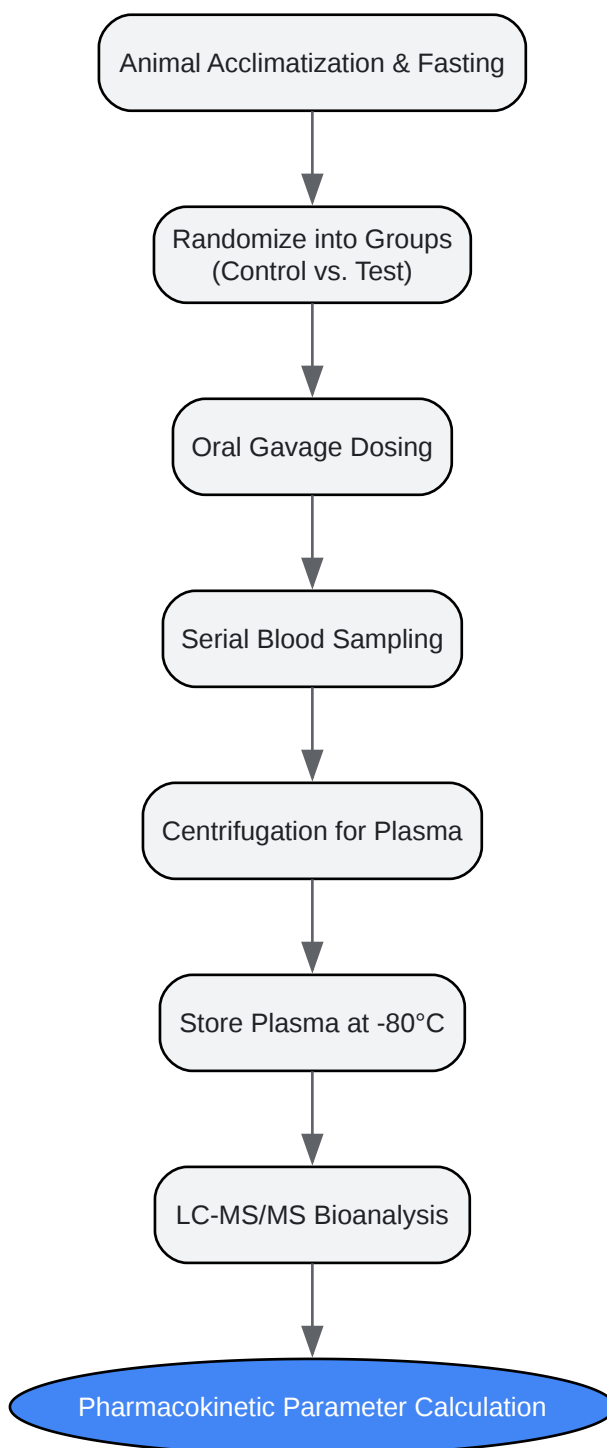 Animal Acclimatization & Fasting
Randomize into Groups
(Control vs. Test)
Oral Gavage Dosing
Serial Blood Sampling
Centrifugation for Plasma
Store Plasma at -80°C
LC-MS/MS Bioanalysis
Pharmacokinetic Parameter Calculation